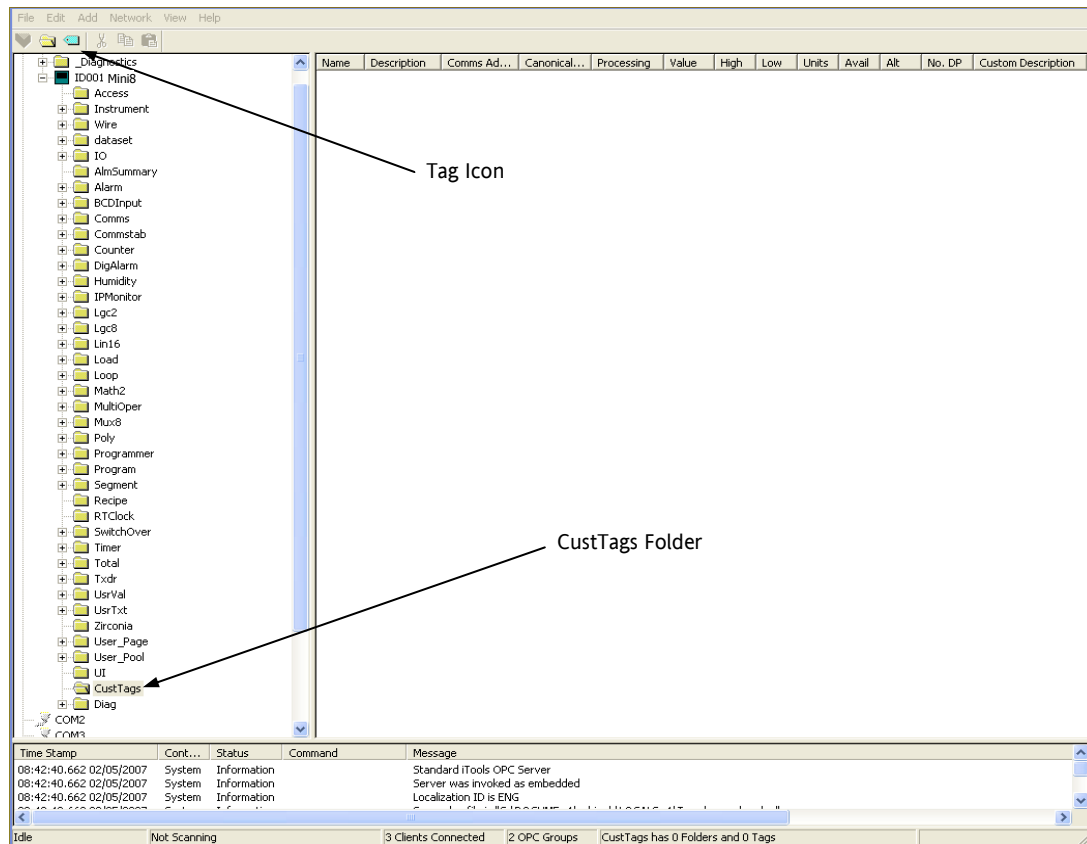 File Edit Add Network View Help
Name Description Comms Ad... Canonical... Processing Value High Low Units Avail Alt No. DP Custom Description
_Diagnostics
ID001 Mini8
Access
Instrument
Wire
dataset
IO
AlmSummary
Alarm
BCDInput
Comms
Commstab
Counter
DigAlarm
Humidity
IPMonitor
Lgc2
Lgc8
Lin16
Load
Loop
Math2
MultiOper
Mux8
Poly
Programmer
Program
Segment
Recipe
RTClock
SwitchOver
Timer
Total
Txdr
UsrVal
UsrTxt
Zirconia
User_Page
User_Pool
UI
CustTags
Diag
COM2
COM3
Tag Icon
CustTags Folder
Time Stamp Cont... Status Command Message
08:42:40.662 02/05/2007 System Information Standard iTools OPC Server
08:42:40.662 02/05/2007 System Information Server was invoked as embedded
08:42:40.662 02/05/2007 System Information Localization ID is ENG
Idle Not Scanning 3 Clients Connected 2 OPC Groups CustTags has 0 Folders and 0 Tags